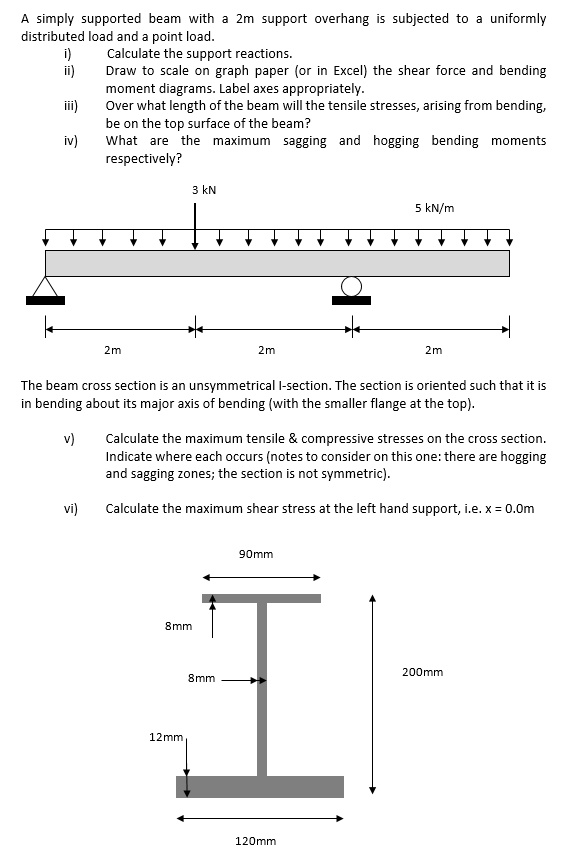 A simply supported beam with a 2m support overhang is subjected to a uniformly
distributed load and a point load.
i) Calculate the support reactions.
ii) Draw to scale on graph paper (or in Excel) the shear force and bending
moment diagrams. Label axes appropriately.
iii) Over what length of the beam will the tensile stresses, arising from bending,
be on the top surface of the beam?
iv) What are the maximum sagging and hogging bending moments
respectively?
3 kN
5 kN/m
2m 2m 2m
The beam cross section is an unsymmetrical I-section. The section is oriented such that it is
in bending about its major axis of bending (with the smaller flange at the top).
v) Calculate the maximum tensile & compressive stresses on the cross section.
Indicate where each occurs (notes to consider on this one: there are hogging
and sagging zones; the section is not symmetric).
vi) Calculate the maximum shear stress at the left hand support, i.e. x = 0.0m
90mm
8mm
200mm
8mm
12mm
120mm